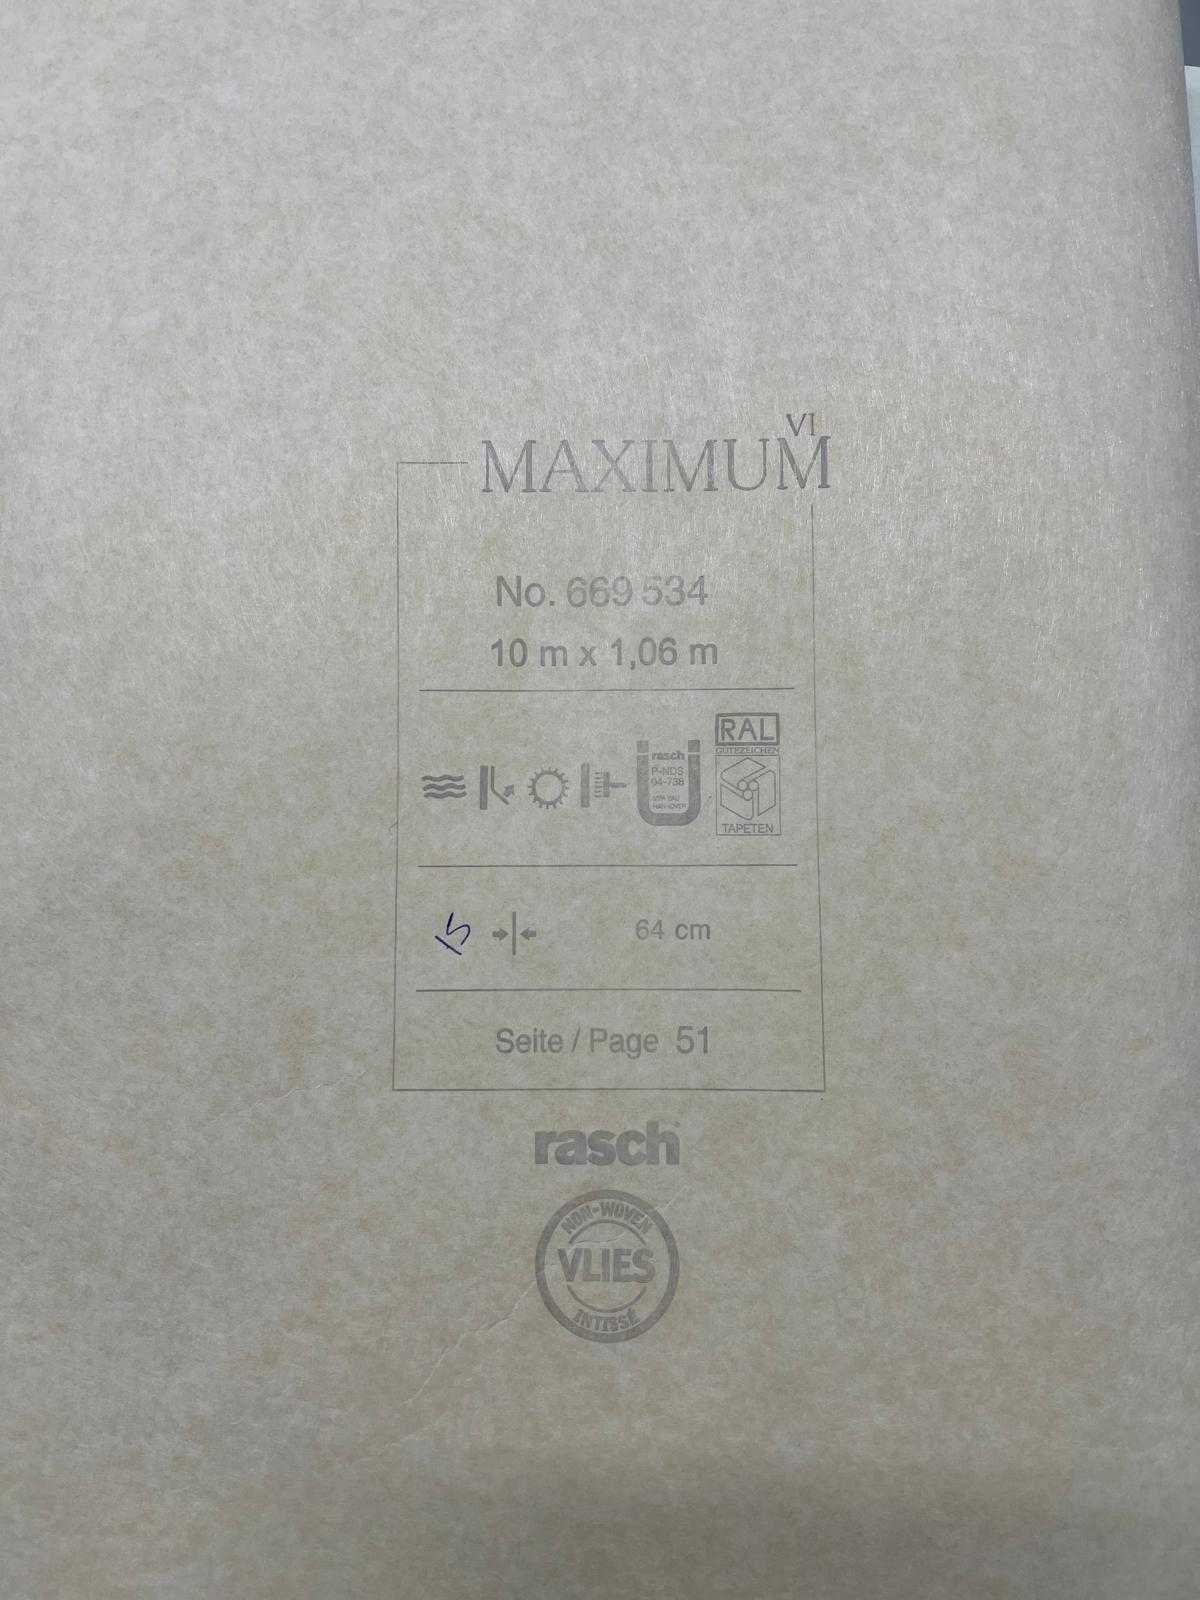 VI
MAXIMUM
No. 669 534
10 m x 1,06 m
RAL
GÜTEZEICHEN
rasch
P-NDS
04-738
HANNOVER
TAPETEN
15
64 cm
Seite / Page 51
rasch
NON-WOVEN
VLIES
INTISSÉ